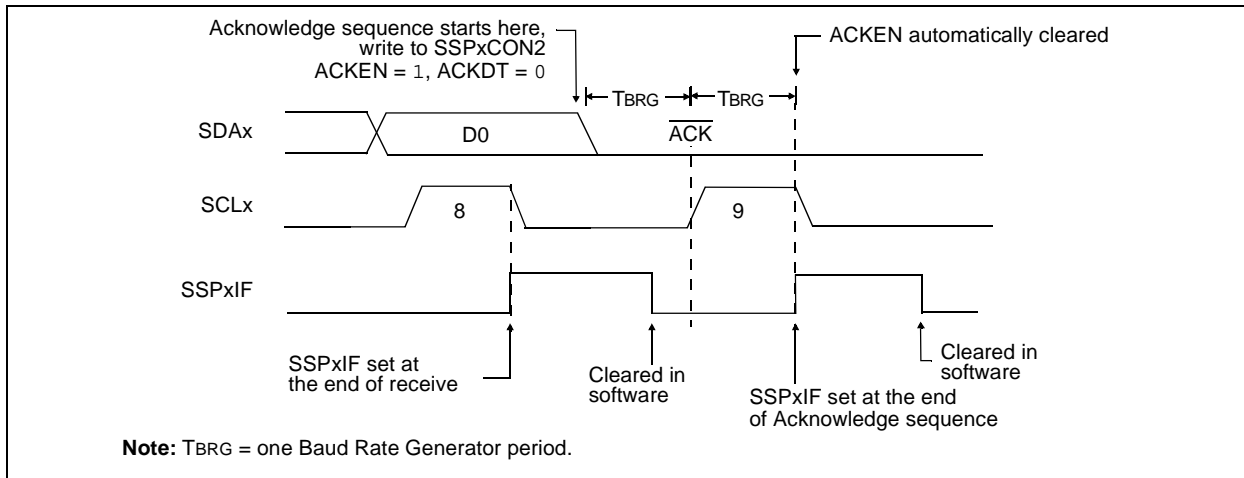 Acknowledge sequence starts here,
write to SSPxCON2
ACKEN = 1, ACKDT = 0
ACKEN automatically cleared
TBRG
TBRG
SDAx
D0
ACK
SCLx
8
9
SSPxIF
SSPxIF set at
the end of receive
Cleared in
software
SSPxIF set at the end
of Acknowledge sequence
Cleared in
software
Note: TBRG = one Baud Rate Generator period.